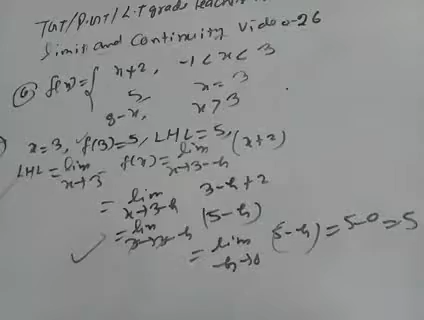 TGT/P.G.T/L.T grade Teacher
Limit and Continuity Video-26
⑥ f(x)={ x+2, -1<x<3
5, x=3
8-x, x>3
x=3, f(3)=5, LHL=5,
LHL=lim x→3⁻ f(x)=lim x→3-h (x+2)
=lim x→3-h 3-h+2
=lim x→3-h (5-h)
=lim h→0 (5-h)=5-0=5